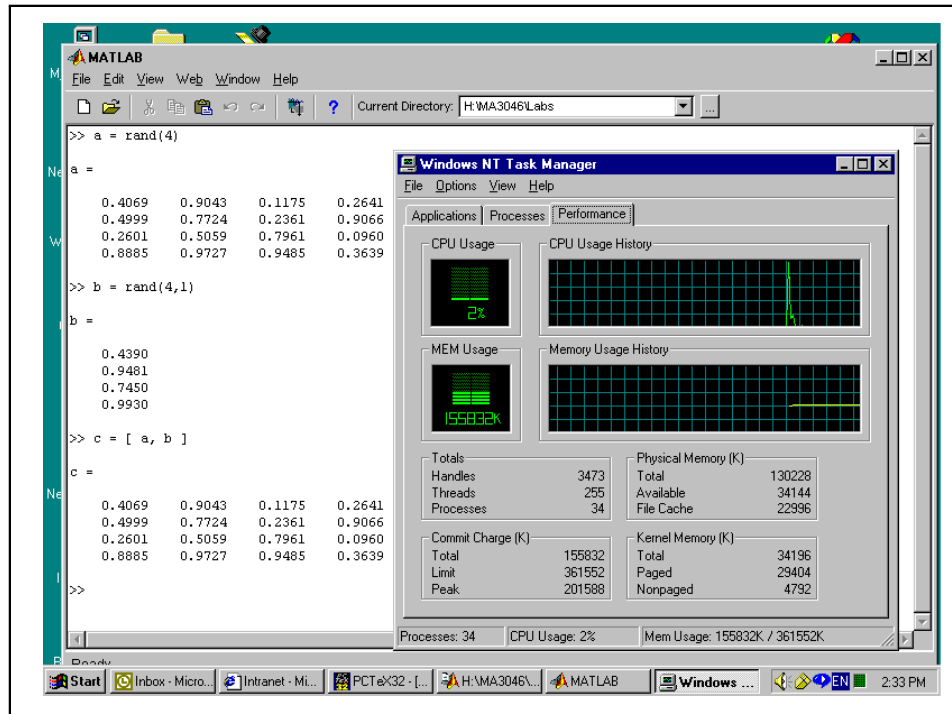 MATLAB
File Edit View Web Window Help
Current Directory: H:\MA3046\Labs ...
>> a = rand(4)
a =
0.4069 0.9043 0.1175 0.2641
0.4999 0.7724 0.2361 0.9066
0.2601 0.5059 0.7961 0.0960
0.8885 0.9727 0.9485 0.3639
>> b = rand(4,1)
b =
0.4390
0.9481
0.7450
0.9930
>> c = [ a, b ]
c =
0.4069 0.9043 0.1175 0.2641
0.4999 0.7724 0.2361 0.9066
0.2601 0.5059 0.7961 0.0960
0.8885 0.9727 0.9485 0.3639
>>
Windows NT Task Manager
File Options View Help
Applications Processes Performance
CPU Usage CPU Usage History
2%
MEM Usage Memory Usage History
155832K
Totals
Handles 3473
Threads 255
Processes 34
Physical Memory (K)
Total 130228
Available 34144
File Cache 22996
Commit Charge (K)
Total 155832
Limit 361552
Peak 201588
Kernel Memory (K)
Total 34196
Paged 29404
Nonpaged 4792
Processes: 34 CPU Usage: 2% Mem Usage: 155832K / 361552K
Ready
Start Inbox - Micro... Intranet - Mi... PCTeX32 - [... H:\MA3046\... MATLAB Windows ... EN 2:33 PM